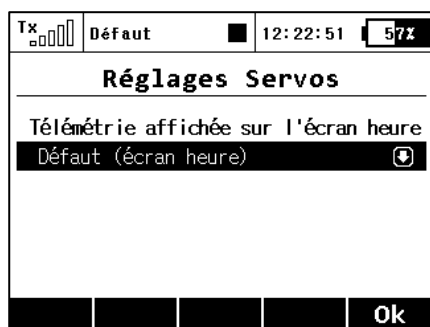 Tx Défaut 12:22:51 57%
Réglages Servos
Télémétrie affichée sur l'écran heure
Défaut (écran heure)
Ok